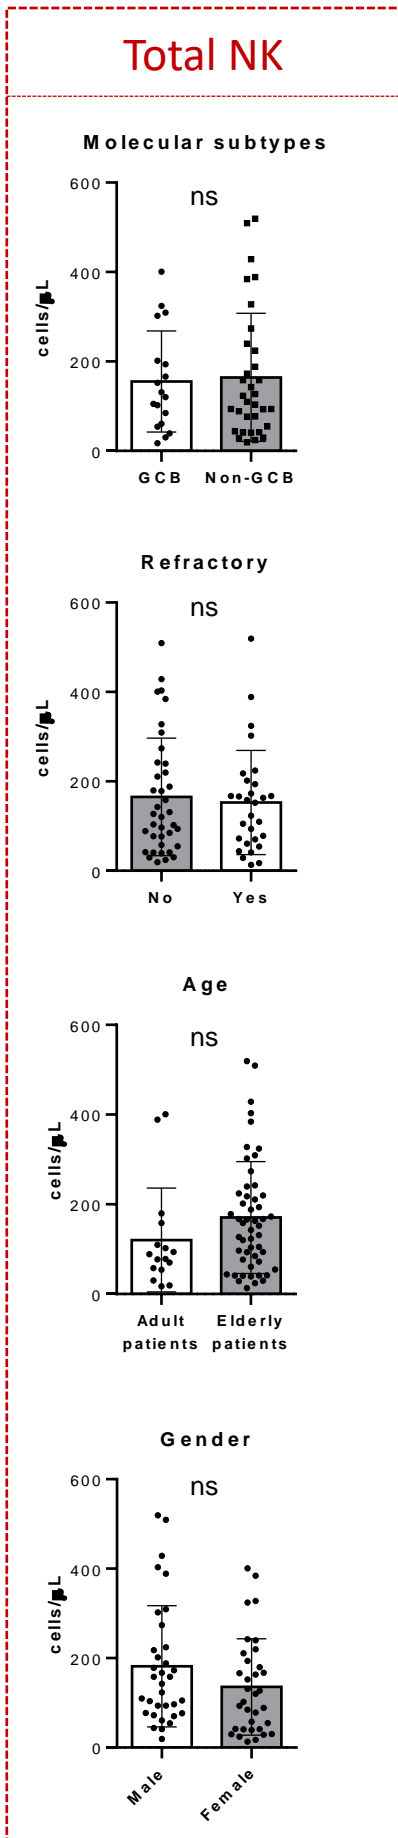 Total NK
Molecular subtypes
600
ns
400
cells/μL
200
0
GCB Non-GCB
Refractory
600
ns
400
cells/μL
200
0
No Yes
Age
600
ns
400
cells/μL
200
0
Adult patients Elderly patients
Gender
600
ns
400
cells/μL
200
0
Male Female